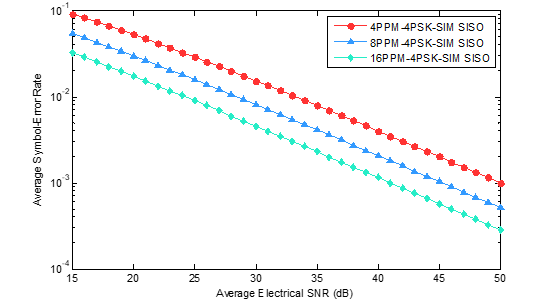 10^-1
10^-2
10^-3
10^-4
Average Symbol-Error Rate
4PPM-4PSK-SIM SISO
8PPM-4PSK-SIM SISO
16PPM-4PSK-SIM SISO
15 20 25 30 35 40 45 50
Average Electrical SNR (dB)